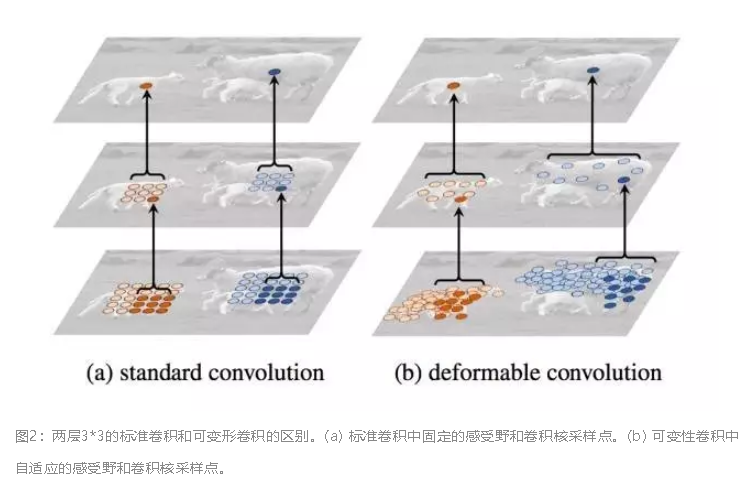 (a) standard convolution
(b) deformable convolution
图2：两层3*3的标准卷积和可变形卷积的区别。(a) 标准卷积中固定的感受野和卷积核采样点。(b) 可变性卷积中
自适应的感受野和卷积核采样点。